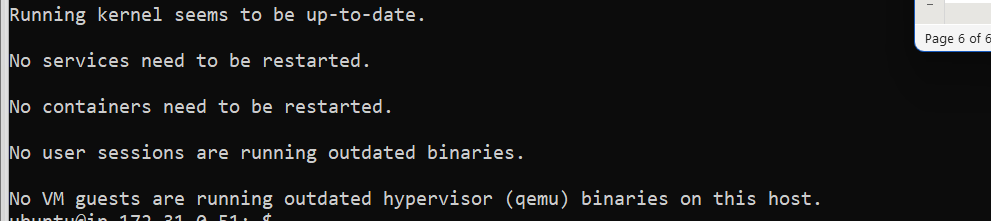 Running kernel seems to be up-to-date.
Page 6 of 6
No services need to be restarted.
No containers need to be restarted.
No user sessions are running outdated binaries.
No VM guests are running outdated hypervisor (qemu) binaries on this host.
ubuntu@ip-172-31-0-51:~$